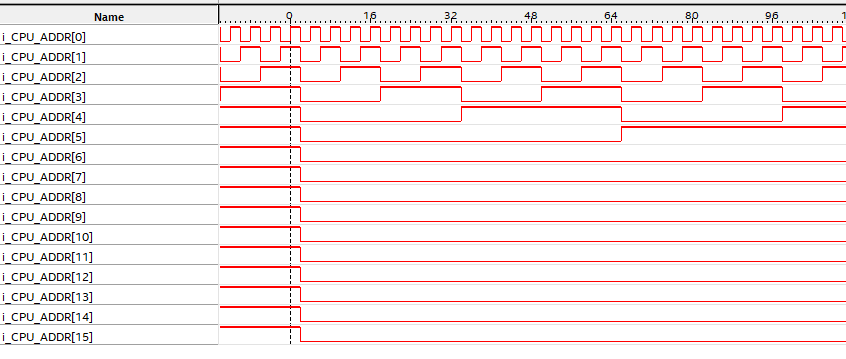 Name 0 16 32 48 64 80 96 1
i_CPU_ADDR[0]
i_CPU_ADDR[1]
i_CPU_ADDR[2]
i_CPU_ADDR[3]
i_CPU_ADDR[4]
i_CPU_ADDR[5]
i_CPU_ADDR[6]
i_CPU_ADDR[7]
i_CPU_ADDR[8]
i_CPU_ADDR[9]
i_CPU_ADDR[10]
i_CPU_ADDR[11]
i_CPU_ADDR[12]
i_CPU_ADDR[13]
i_CPU_ADDR[14]
i_CPU_ADDR[15]